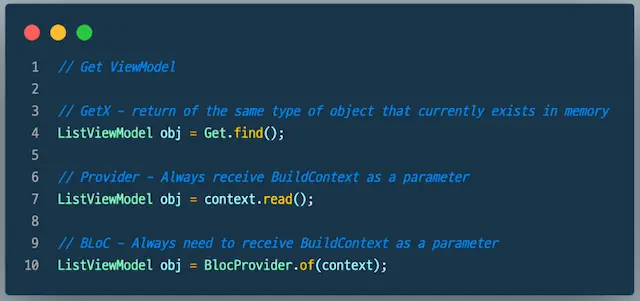 1 // Get ViewModel
2
3 // GetX - return of the same type of object that currently exists in memory
4 ListViewModel obj = Get.find();
5
6 // Provider - Always receive BuildContext as a parameter
7 ListViewModel obj = context.read();
8
9 // BLoC - Always need to receive BuildContext as a parameter
10 ListViewModel obj = BlocProvider.of(context);